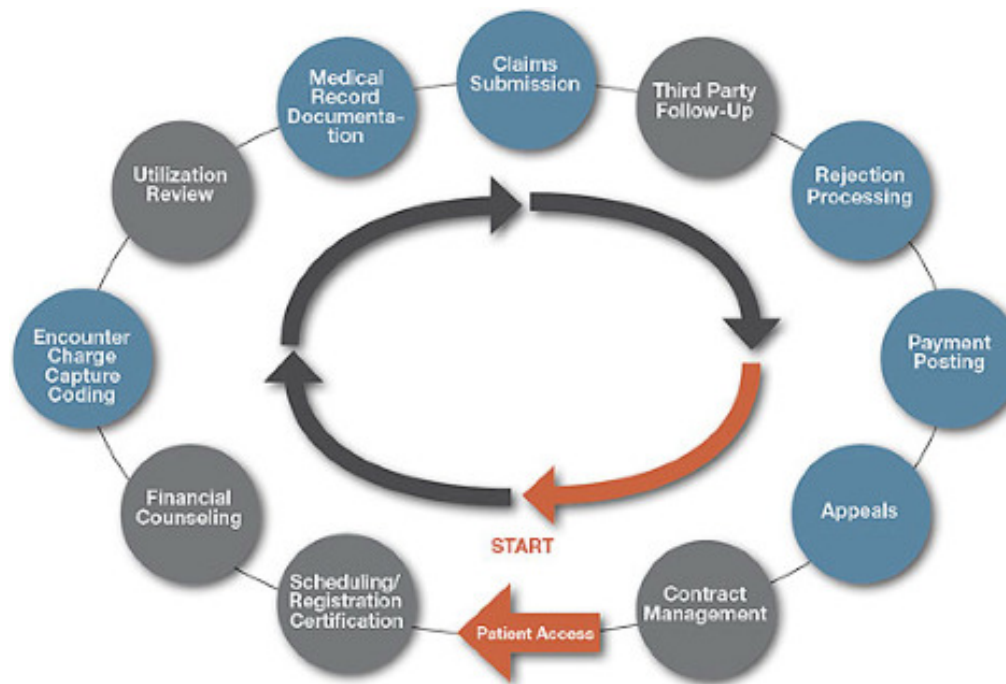 Claims
Submission
Medical
Record
Documenta-
tion
Third Party
Follow-Up
Utilization
Review
Rejection
Processing
Encounter
Charge
Capture
Coding
Payment
Posting
Financial
Counseling
Appeals
START
Scheduling/
Registration
Certification
Patient Access
Contract
Management